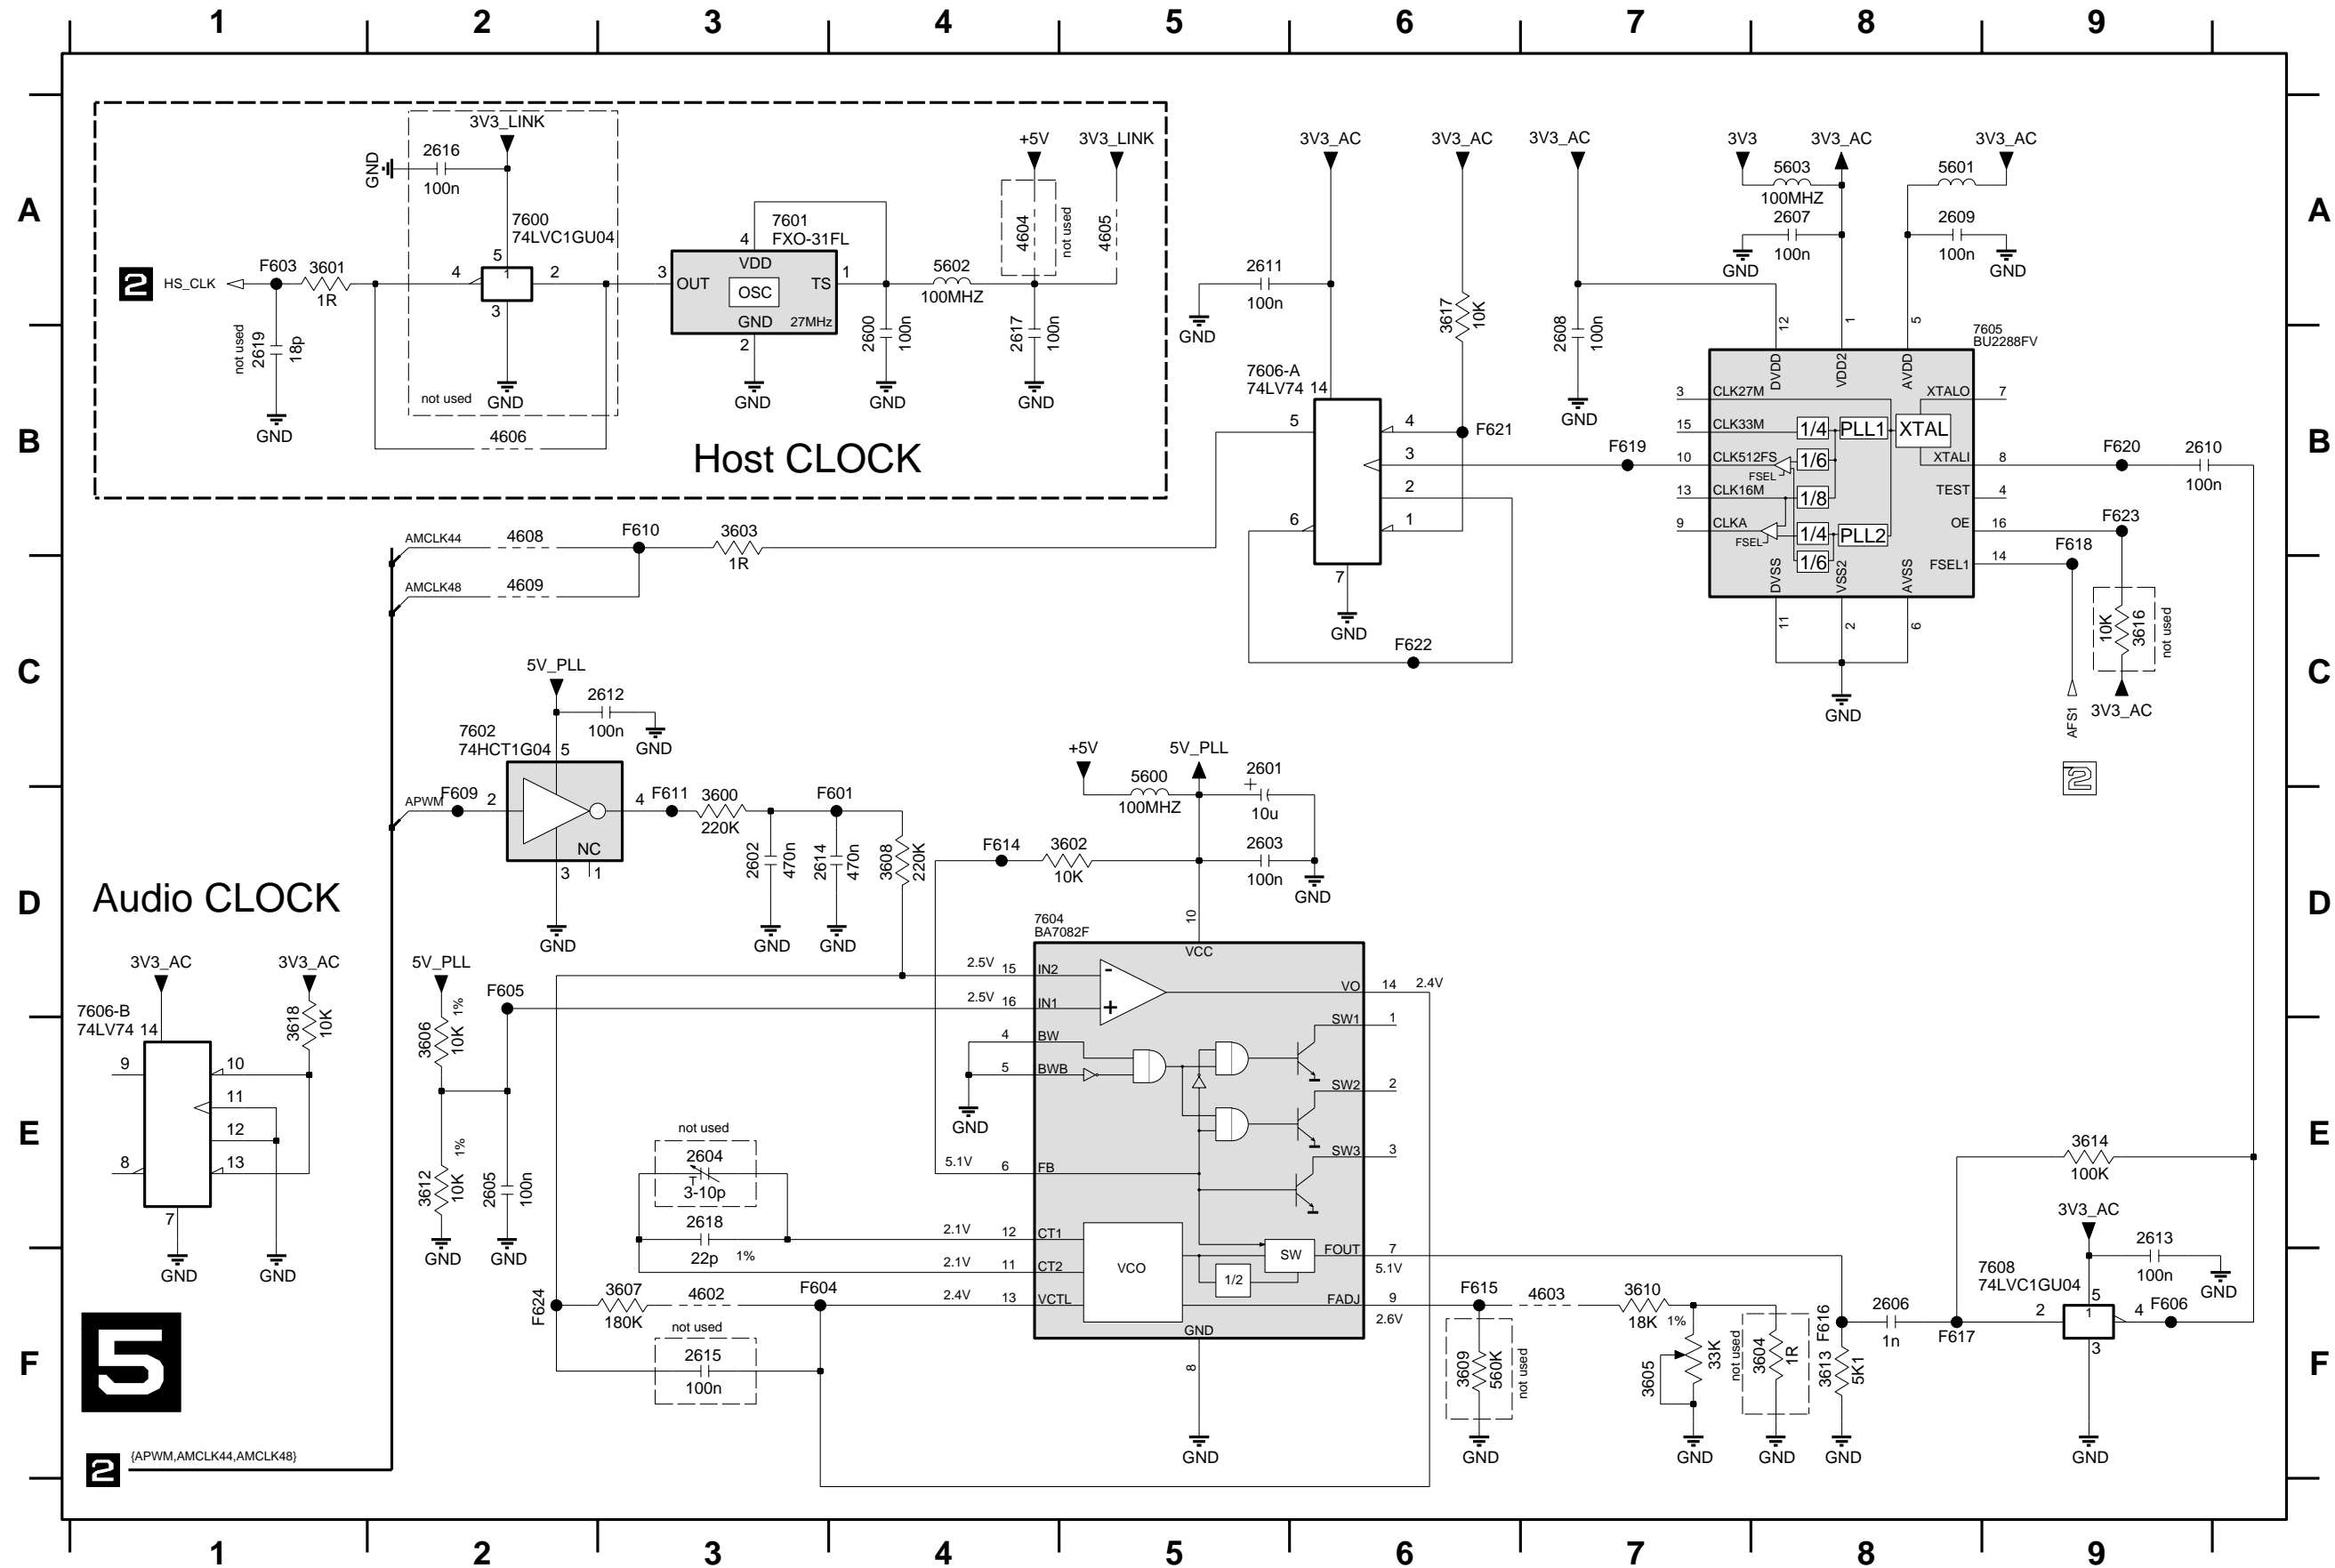 1 2 3 4 5 6 7 8 9
A
B
C
D
E
F
A
B
C
D
E
F
Host CLOCK
2 HS_CLK
F603
3601
1R
not used
2619
18p
GND
3V3_LINK
GND
2616
100n
7600
74LVC1GU04
5
4
1
2
3
not used
GND
4606
7601
FXO-31FL
4
VDD
3
OUT
OSC
TS
1
GND
27MHz
2
GND
5602
100MHZ
2600
100n
GND
+5V
4604
not used
3V3_LINK
4605
2617
100n
GND
3V3_AC
2611
100n
GND
3V3_AC
3617
10K
7606-A
74LV74
14
5
4
F621
3
2
6
1
7
GND
F622
F619
3V3_AC
2608
100n
GND
3V3
5603
100MHZ
3V3_AC
2607
100n
GND
5601
3V3_AC
2609
100n
GND
12
1
5
7605
BU2288FV
DVDD
VDD2
AVDD
3
CLK27M
XTALO
7
15
CLK33M
1/4
PLL1
XTAL
10
CLK512FS
FSEL
1/6
XTALI
8
F620
2610
100n
13
CLK16M
1/8
TEST
4
9
CLKA
FSEL
1/4
PLL2
1/6
OE
16
F623
F618
FSEL1
14
DVSS
VSS2
AVSS
11
2
6
GND
10K
3616
not used
AFS1
3V3_AC
2
AMCLK44
4608
F610
3603
1R
AMCLK48
4609
5V_PLL
2612
100n
GND
7602
74HCT1G04
5
APWM
F609
2
4
NC
3
1
GND
F611
3600
220K
2602
470n
GND
F601
2614
470n
GND
3608
220K
+5V
5600
100MHZ
5V_PLL
2601
+
10u
F614
3602
10K
2603
100n
GND
Audio CLOCK
3V3_AC
3V3_AC
7606-B
74LV74
14
3618
10K
9
10
11
12
8
13
7
GND
GND
5V_PLL
F605
3606
10K
1%
3612
10K
1%
2605
100n
GND
GND
10
7604
BA7082F
VCC
2.5V
15
IN2
-
2.5V
16
IN1
+
VO
14
2.4V
SW1
1
4
BW
5
BWB
GND
SW2
2
SW3
3
5.1V
6
FB
not used
2604
T
3-10p
2618
22p
1%
2.1V
12
CT1
2.1V
11
CT2
VCO
SW
1/2
FOUT
7
5.1V
F624
3607
180K
4602
F604
2.4V
13
VCTL
FADJ
9
2.6V
GND
8
GND
not used
2615
100n
F615
4603
3610
18K
1%
3609
560K
not used
GND
3605
33K
GND
not used
3604
1R
GND
F616
3613
5K1
GND
2606
1n
F617
3614
100K
3V3_AC
2613
100n
GND
7608
74LVC1GU04
5
2
1
4
F606
3
GND
5
2 {APWM,AMCLK44,AMCLK48}
1 2 3 4 5 6 7 8 9